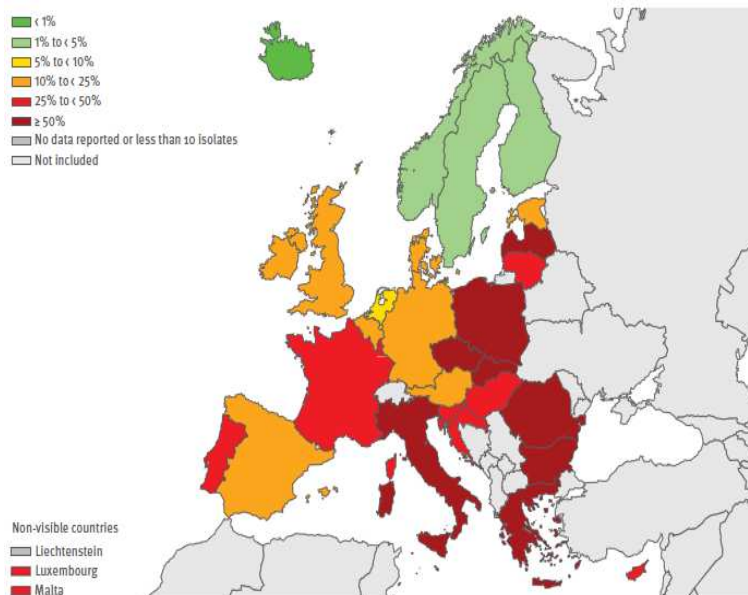 < 1%
1% to < 5%
5% to < 10%
10% to < 25%
25% to < 50%
≥ 50%
No data reported or less than 10 isolates
Not included
Non-visible countries
Liechtenstein
Luxembourg
Malta